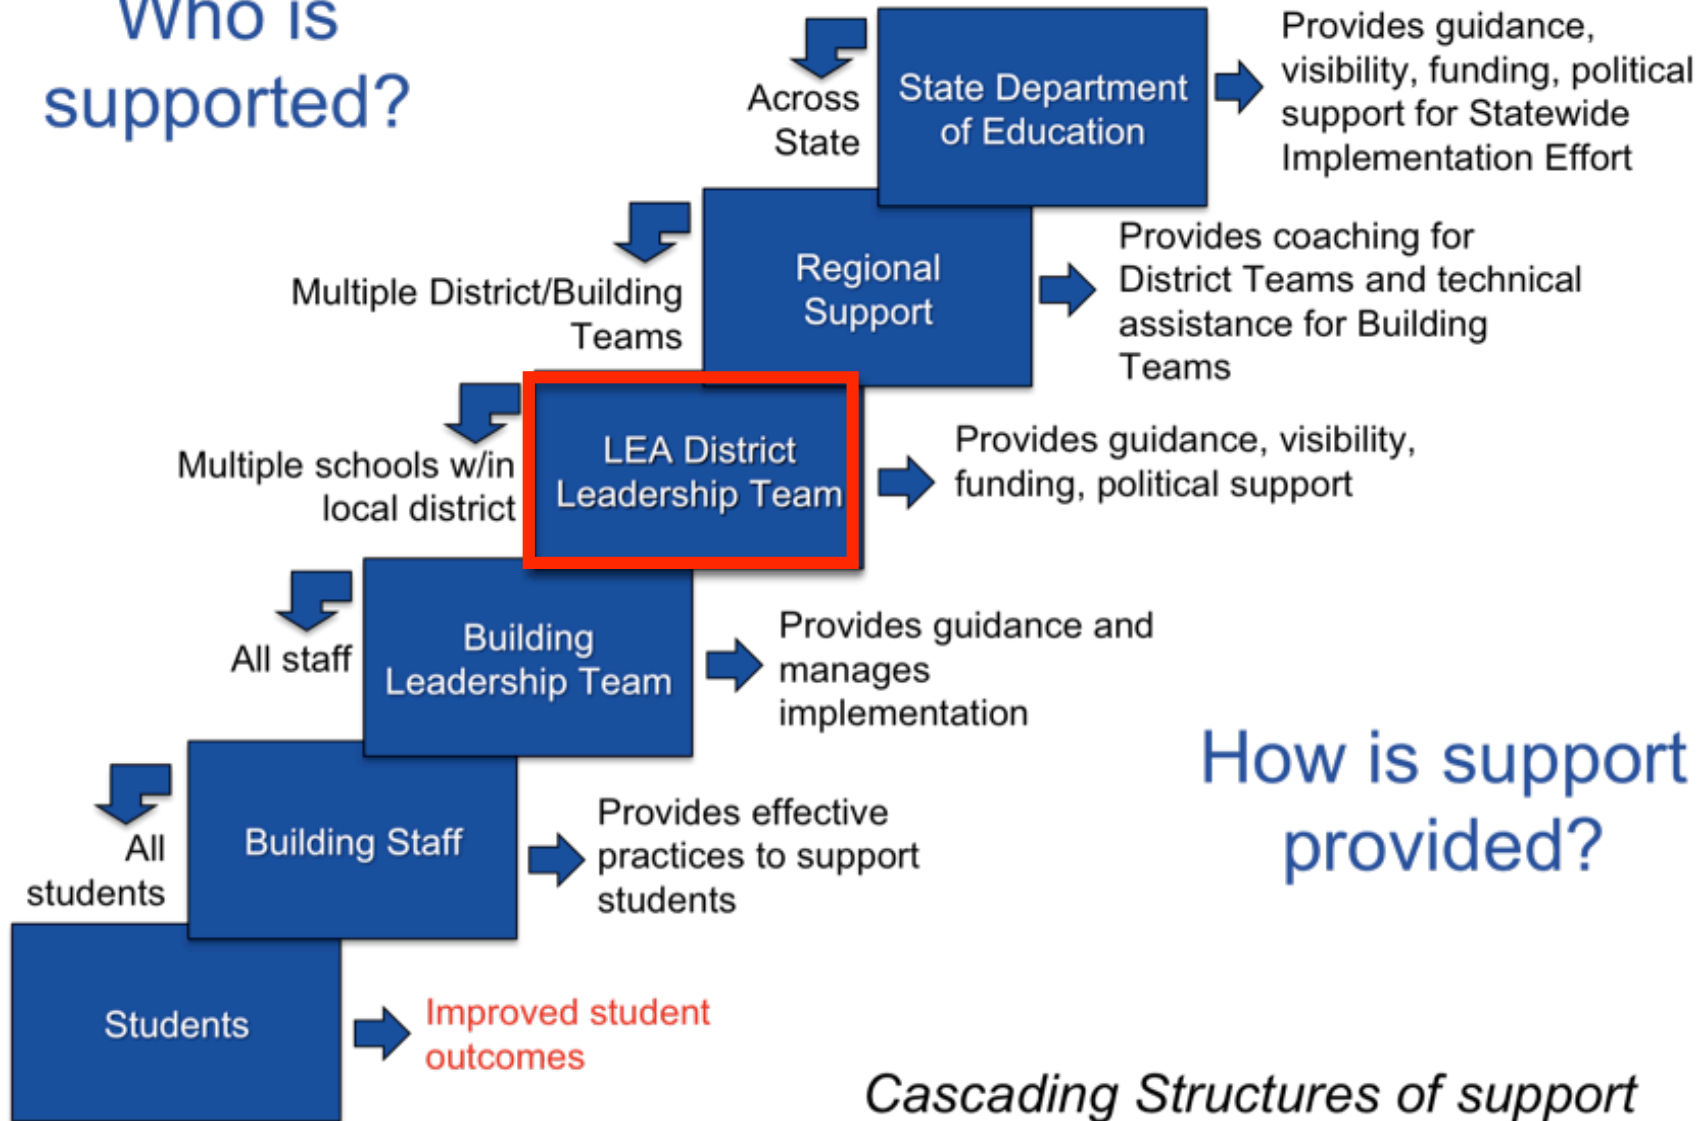 Who is
supported?
Across
State
State Department
of Education
Provides guidance,
visibility, funding, political
support for Statewide
Implementation Effort
Multiple District/Building
Teams
Regional
Support
Provides coaching for
District Teams and technical
assistance for Building
Teams
Multiple schools w/in
local district
LEA District
Leadership Team
Provides guidance, visibility,
funding, political support
All staff
Building
Leadership Team
Provides guidance and
manages
implementation
How is support
provided?
All
students
Building Staff
Provides effective
practices to support
students
Students
Improved student
outcomes
Cascading Structures of support